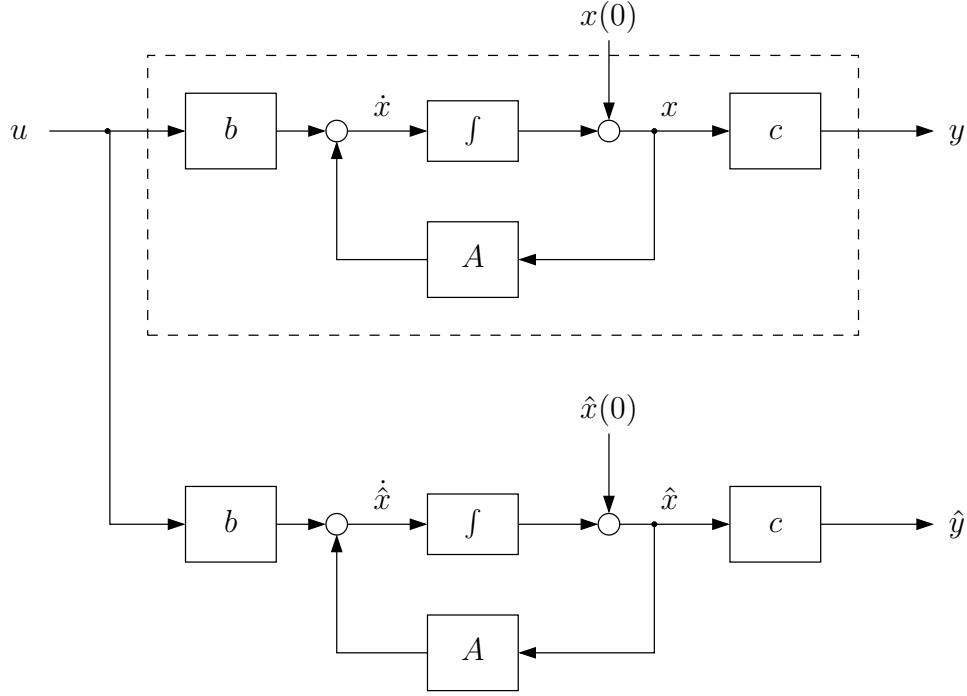 x(0)
u b ẋ ∫ x c y
A
x̂(0)
b x̂̇ ∫ x̂ c ŷ
A